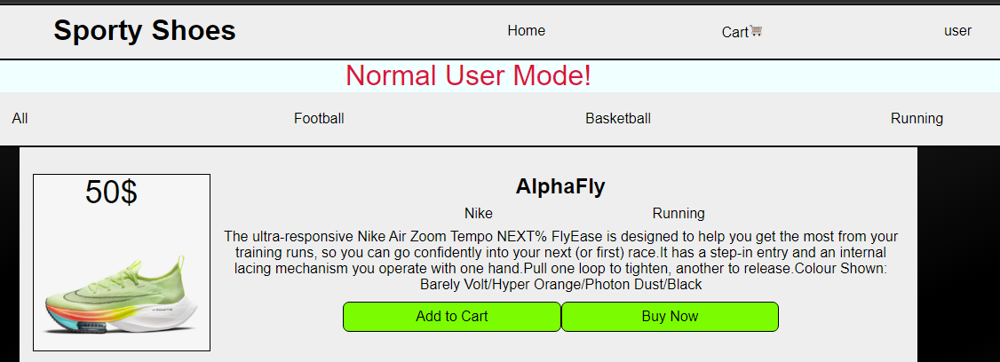 Sporty Shoes Home Cart user
Normal User Mode!
All Football Basketball Running
50$
AlphaFly
Nike Running
The ultra-responsive Nike Air Zoom Tempo NEXT% FlyEase is designed to help you get the most from your
training runs, so you can go confidently into your next (or first) race.It has a step-in entry and an internal
lacing mechanism you operate with one hand.Pull one loop to tighten, another to release.Colour Shown:
Barely Volt/Hyper Orange/Photon Dust/Black
Add to Cart Buy Now